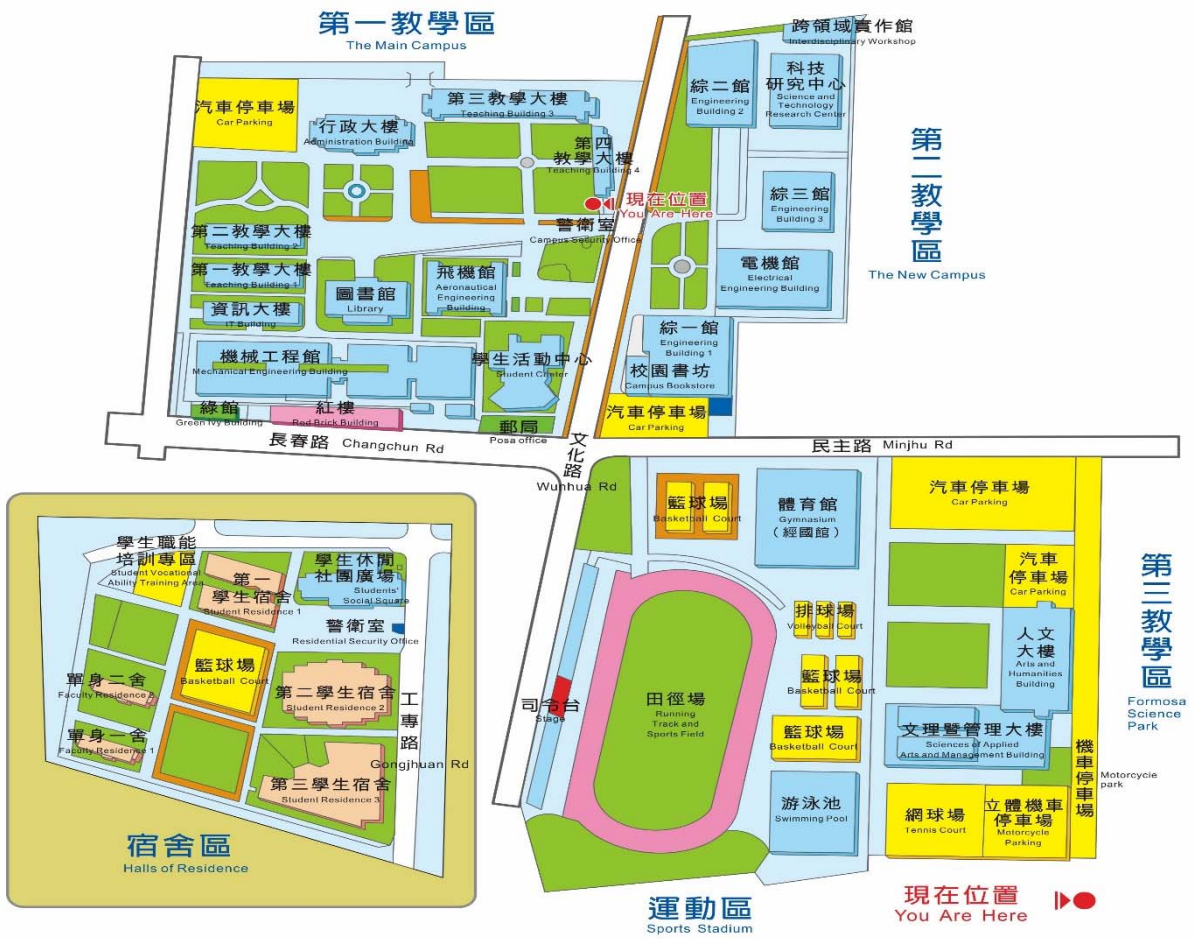 第一教學區
The Main Campus
汽車停車場
Car Parking
行政大樓
Administration Building
第三教學大樓
Teaching Building 3
第四
教學大樓
Teaching Building 4
現在位置
You Are Here
警衛室
Campus Security Office
第二教學大樓
Teaching Building 2
第一教學大樓
Teaching Building 1
資訊大樓
IT Building
圖書館
Library
飛機館
Aeronautical
Engineering
Building
機械工程館
Mechanical Engineering Building
學生活動中心
Student Center
綠館
Green Ivy Building
紅樓
Red Brick Building
郵局
Posa office
長春路 Changchun Rd
文化路
Wunhua Rd
民主路 Minjhu Rd
跨領域實作館
Interdisciplinary Workshop
綜二館
Engineering
Building 2
科技
研究中心
Science and
Technology
Research Center
綜三館
Engineering
Building 3
電機館
Electrical
Engineering Building
綜一館
Engineering
Building 1
校園書坊
Campus Bookstore
汽車停車場
Car Parking
第二教學區
The New Campus
學生職能
培訓專區
Student Vocational
Ability Training Area
第一
學生宿舍
Student Residence 1
學生休閒
社團廣場
Students'
Social Square
警衛室
Residential Security Office
籃球場
Basketball Court
單身二舍
Faculty Residence 2
第二學生宿舍
Student Residence 2
單身一舍
Faculty Residence 1
第三學生宿舍
Student Residence 3
工專路
Gongjhuan Rd
宿舍區
Halls of Residence
籃球場
Basketball Court
體育館
Gymnasium
(經國館)
排球場
Volleyball Court
籃球場
Basketball Court
籃球場
Basketball Court
司令台
Stage
田徑場
Running
Track and
Sports Field
游泳池
Swimming Pool
運動區
Sports Stadium
汽車停車場
Car Parking
汽車
停車場
Car Parking
人文
大樓
Arts and
Humanities
Building
文理暨管理大樓
Sciences of Applied
Arts and Management Building
網球場
Tennis Court
立體機車
停車場
Motorcycle
Parking
機車停車場
Motorcycle
park
第三教學區
Formosa
Science
Park
現在位置
You Are Here